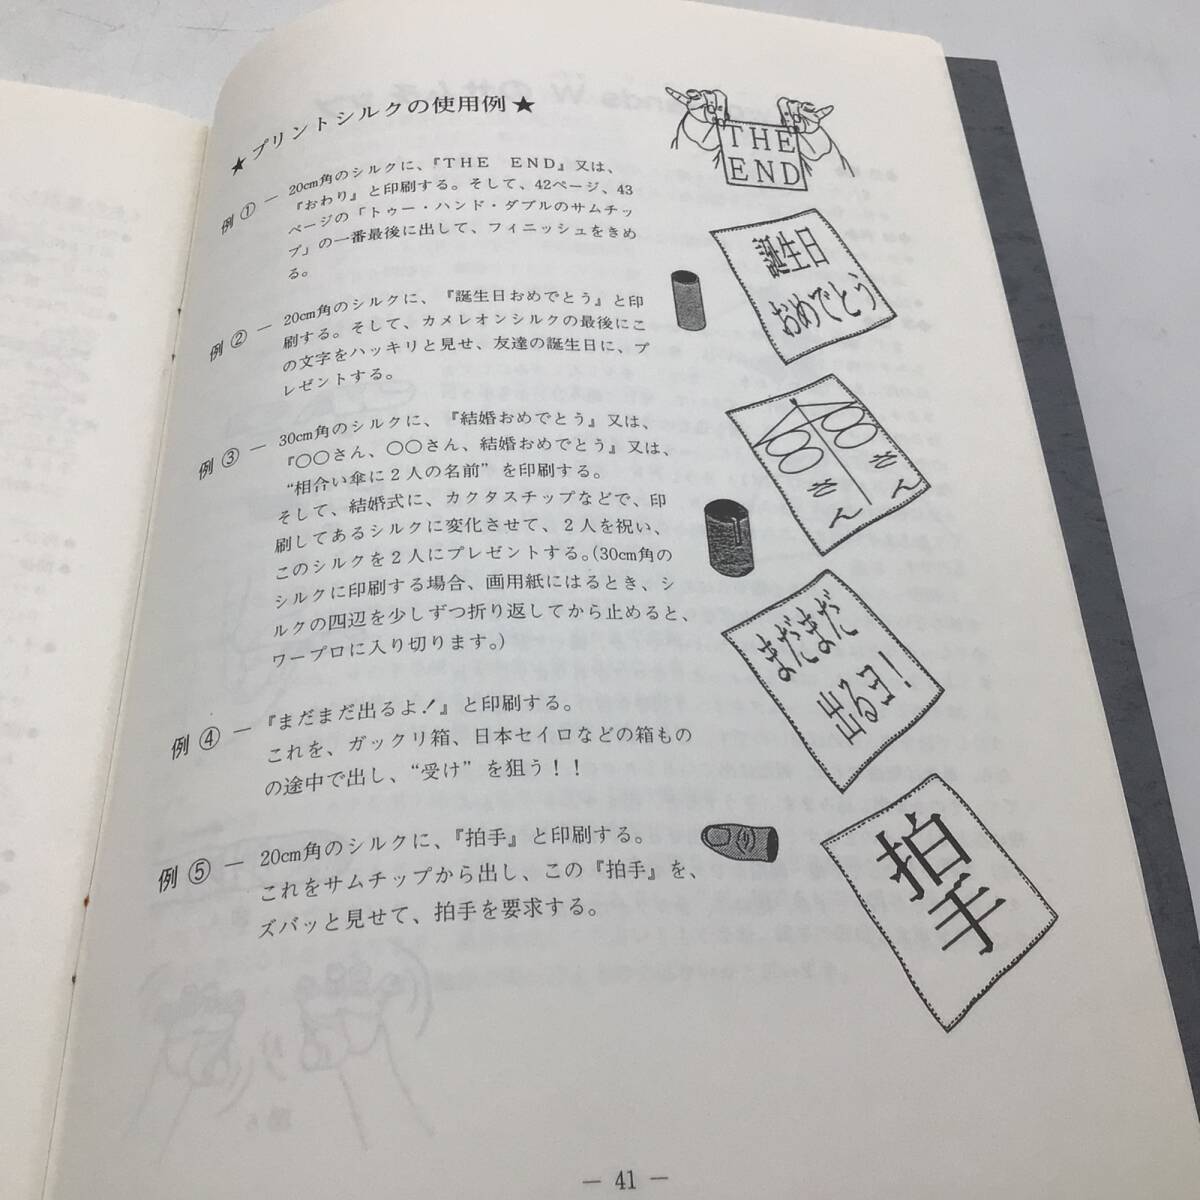 ★プリントシルクの使用例★
例① ― 20cm角のシルクに、『THE END』又は、
『おわり』と印刷する。そして、42ページ、43
ページの「トゥー・ハンド・ダブルのサムチッ
プ」の一番最後に出して、フィニッシュをきめ
る。
例② ― 20cm角のシルクに、『誕生日おめでとう』と印
刷する。そして、カメレオンシルクの最後にこ
の文字をハッキリと見せ、友達の誕生日に、プ
レゼントする。
例③ ― 30cm角のシルクに、『結婚おめでとう』又は、
『〇〇さん、〇〇さん、結婚おめでとう』又は、
“相合い傘に2人の名前”を印刷する。
そして、結婚式に、カクタスチップなどで、印
刷してあるシルクに変化させて、2人を祝い、
このシルクを2人にプレゼントする。(30cm角の
シルクに印刷する場合、画用紙にはるとき、シ
ルクの四辺を少しずつ折り返してから止めると、
ワープロに入り切ります。)
例④ ― 『まだまだ出るよ!』と印刷する。
これを、ガックリ箱、日本セイロなどの箱もの
の途中で出し、“受け”を狙う!!
例⑤ ― 20cm角のシルクに、『拍手』と印刷する。
これをサムチップから出し、この『拍手』を、
ズバッと見せて、拍手を要求する。
THE
END
誕生日
おめでとう
〇〇さん
〇〇さん
まだまだ
出るヨ!
拍手
― 41 ―